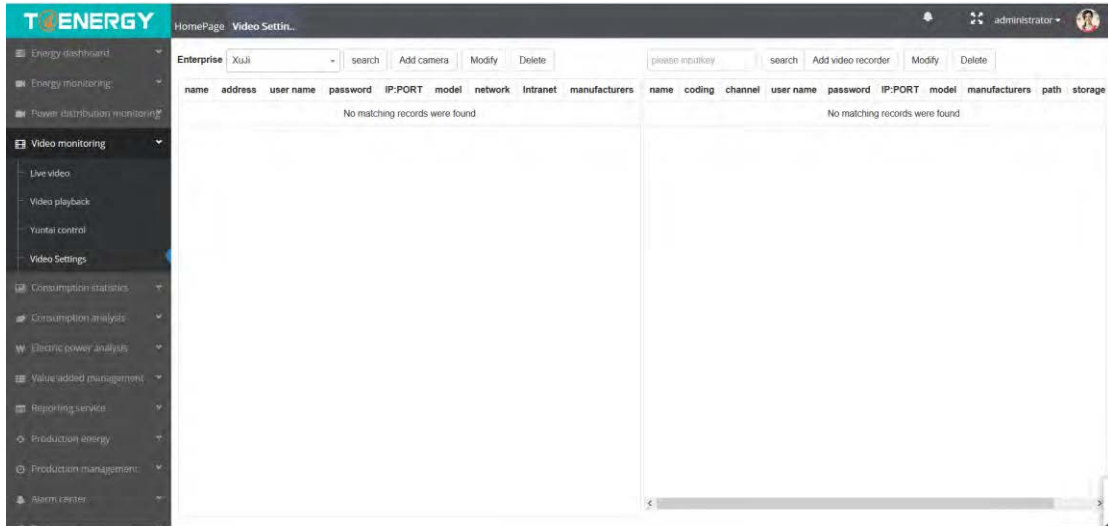 TOENERGY
HomePage Video Settin..
administrator
Energy dashboard
Energy monitoring
Power distribution monitoring
Video monitoring
Live video
Video playback
Yuntai control
Video Settings
Consumption statistics
Consumption analysis
Electric power analysis
Value added management
Reporting service
Production energy
Production management
Alarm center
Enterprise XuJi search Add camera Modify Delete
name address user name password IP:PORT model network Intranet manufacturers
No matching records were found
please inputkey search Add video recorder Modify Delete
name coding channel user name password IP:PORT model manufacturers path storage
No matching records were found